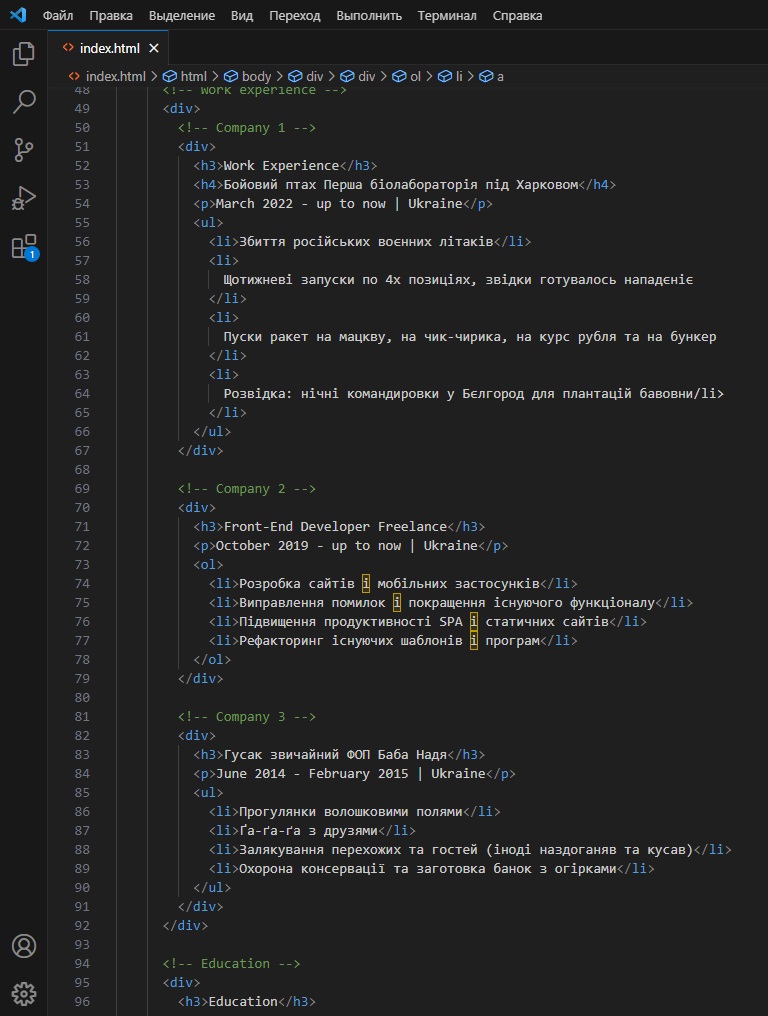 Файл Правка Выделение Вид Переход Выполнить Терминал Справка
<> index.html ×
<> index.html > html > body > div > div > ol > li > a
48 <!-- Work experience -->
49 <div>
50 <!-- Company 1 -->
51 <div>
52 <h3>Work Experience</h3>
53 <h4>Бойовий птах Перша біолабораторія під Харковом</h4>
54 <p>March 2022 - up to now | Ukraine</p>
55 <ul>
56 <li>Збиття російських воєнних літаків</li>
57 <li>
58 Щотижневі запуски по 4х позиціях, звідки готувалось нападєніє
59 </li>
60 <li>
61 Пуски ракет на мацкву, на чик-чирика, на курс рубля та на бункер
62 </li>
63 <li>
64 Розвідка: нічні командировки у Бєлгород для плантацій бавовни/li>
65 </li>
66 </ul>
67 </div>
68
69 <!-- Company 2 -->
70 <div>
71 <h3>Front-End Developer Freelance</h3>
72 <p>October 2019 - up to now | Ukraine</p>
73 <ol>
74 <li>Розробка сайтів і мобільних застосунків</li>
75 <li>Виправлення помилок і покращення існуючого функціоналу</li>
76 <li>Підвищення продуктивності SPA і статичних сайтів</li>
77 <li>Рефакторинг існуючих шаблонів і програм</li>
78 </ol>
79 </div>
80
81 <!-- Company 3 -->
82 <div>
83 <h3>Гусак звичайний ФОП Баба Надя</h3>
84 <p>June 2014 - February 2015 | Ukraine</p>
85 <ul>
86 <li>Прогулянки волошковими полями</li>
87 <li>Ґа-ґа-ґа з друзями</li>
88 <li>Залякування перехожих та гостей (іноді наздоганяв та кусав)</li>
89 <li>Охорона консервації та заготовка банок з огірками</li>
90 </ul>
91 </div>
92 </div>
93
94 <!-- Education -->
95 <div>
96 <h3>Education</h3>
1